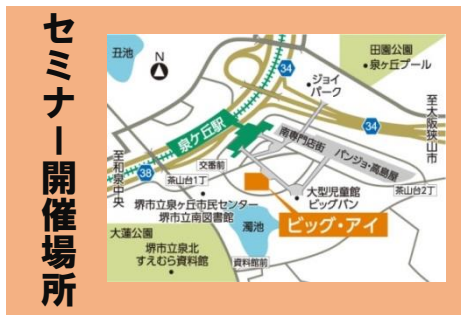 セミナー開催場所
丑池
N
田園公園
泉ヶ丘プール
34
ジョイ
パーク
34
至大阪狭山市
泉ケ丘駅
南専門店街
パンジョ・高島屋
至和泉中央
38
交番前
茶山台1丁
茶山台2丁
堺市立泉ケ丘市民センター
堺市立南図書館
大型児童館
ビッグバン
ビッグ・アイ
濁池
大蓮公園
堺市立泉北
すえむら資料館
資料館前